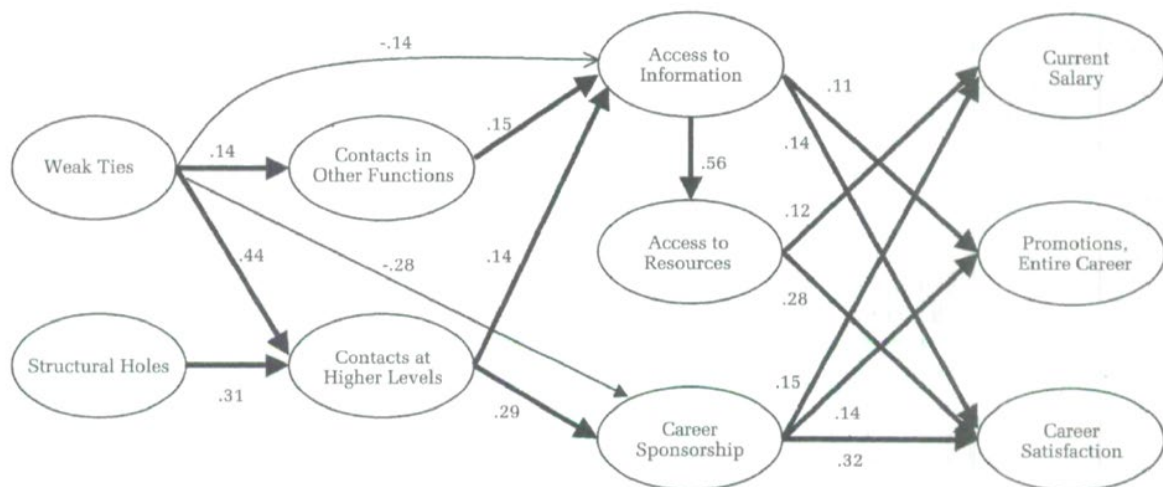 -.14
Access to
Information
Current
Salary
.11
.15
.14
Weak Ties
.14
Contacts in
Other Functions
.56
.12
Access to
Resources
Promotions,
Entire Career
.44
-.28
.14
.28
Structural Holes
.31
Contacts at
Higher Levels
.29
.15
.14
Career
Sponsorship
.32
Career
Satisfaction